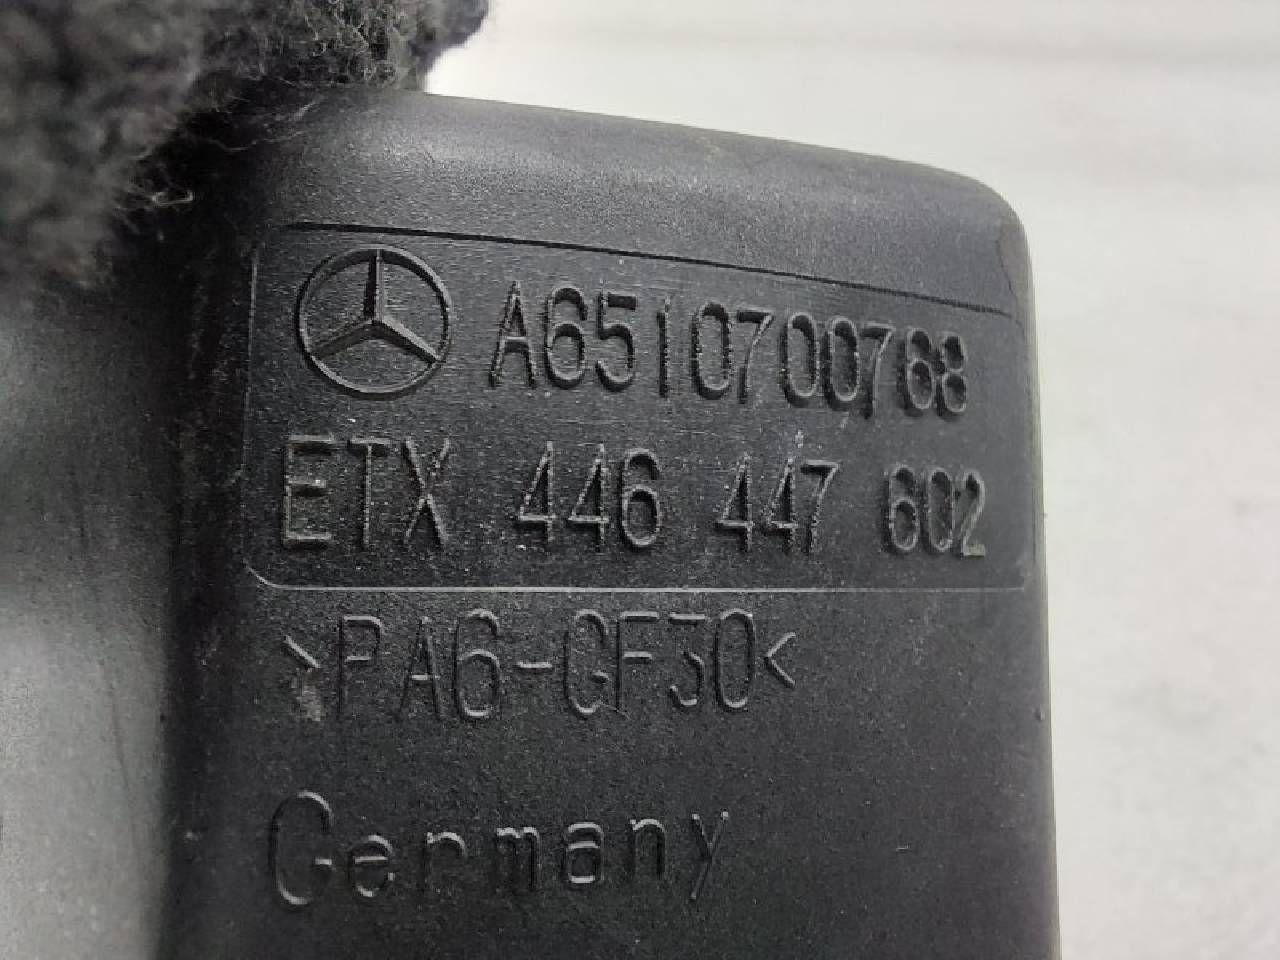 A6510700768
ETX 446 447 602
>PA6-GF30<
Germany